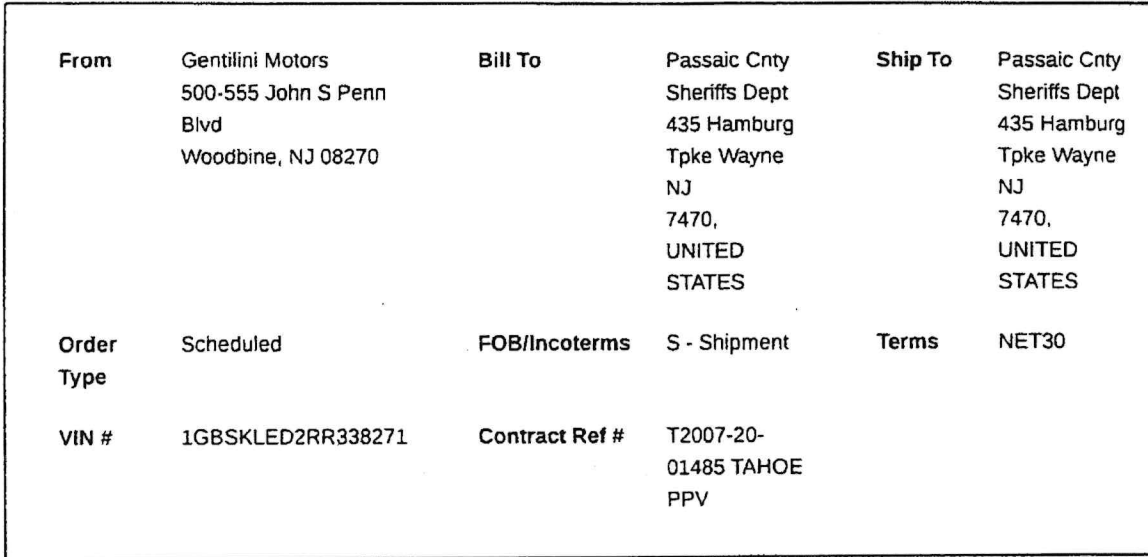 From Gentilini Motors Bill To Passaic Cnty Ship To Passaic Cnty
500-555 John S Penn Sheriffs Dept Sheriffs Dept
Blvd 435 Hamburg 435 Hamburg
Woodbine, NJ 08270 Tpke Wayne Tpke Wayne
NJ NJ
7470, 7470,
UNITED UNITED
STATES STATES
Order Scheduled FOB/Incoterms S - Shipment Terms NET30
Type
VIN # 1GBSKLED2RR338271 Contract Ref # T2007-20-
01485 TAHOE
PPV